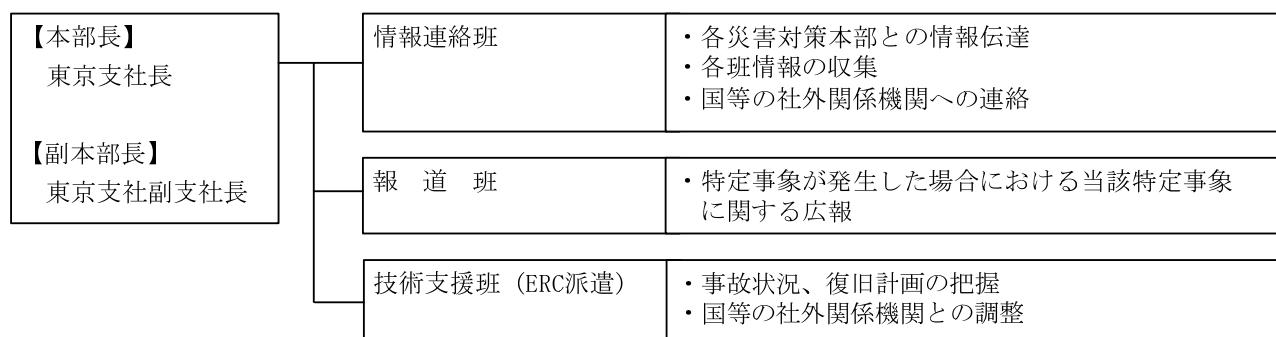 【本部長】
東京支社長
【副本部長】
東京支社副支社長
情報連絡班
・各災害対策本部との情報伝達
・各班情報の収集
・国等の社外関係機関への連絡
報　道　班
・特定事象が発生した場合における当該特定事象
に関する広報
技術支援班（ERC派遣）
・事故状況、復旧計画の把握
・国等の社外関係機関との調整